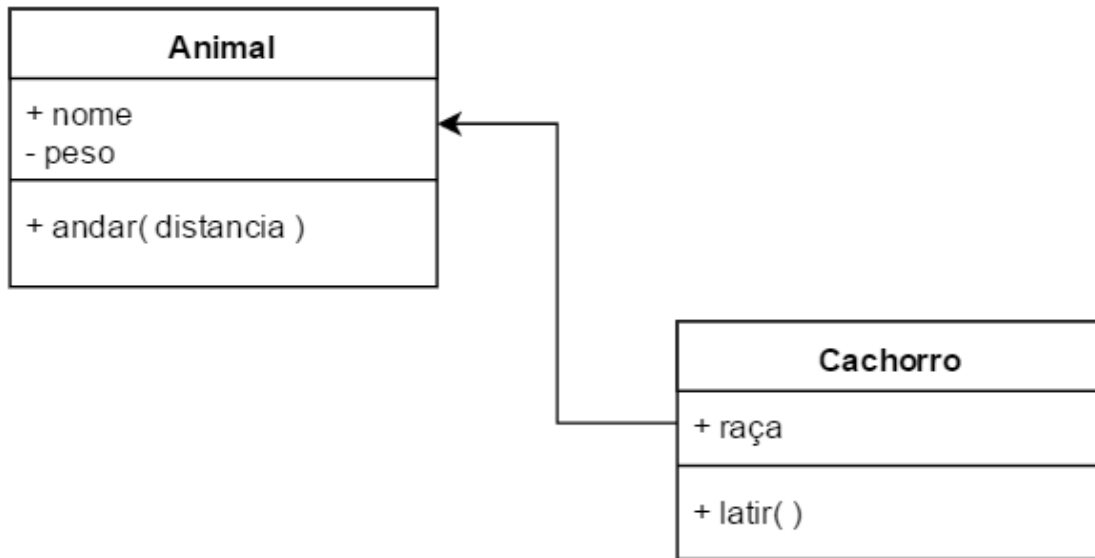 Animal
+ nome
- peso
+ andar( distancia )
Cachorro
+ raça
+ latir( )